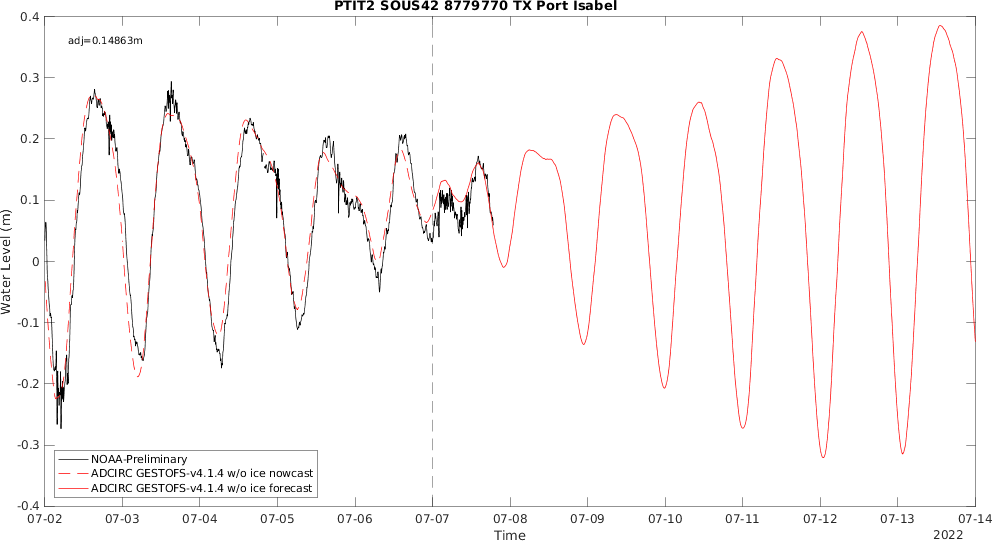 PTIT2 SOUS42 8779770 TX Port Isabel
adj=0.14863m
Water Level (m)
0.4
0.3
0.2
0.1
0
-0.1
-0.2
-0.3
-0.4
NOAA-Preliminary
ADCIRC GESTOFS-v4.1.4 w/o ice nowcast
ADCIRC GESTOFS-v4.1.4 w/o ice forecast
07-02 07-03 07-04 07-05 07-06 07-07 07-08 07-09 07-10 07-11 07-12 07-13 07-14
Time
2022